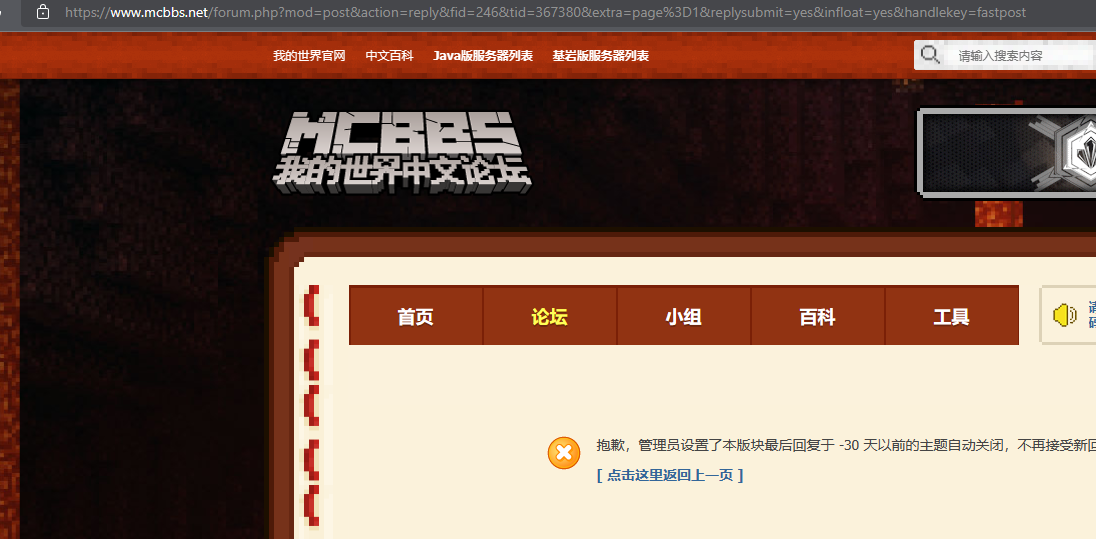 https://www.mcbbs.net/forum.php?mod=post&action=reply&fid=246&tid=367380&extra=page%3D1&replysubmit=yes&infloat=yes&handlekey=fastpost
我的世界官网 中文百科 Java版服务器列表 基岩版服务器列表 请输入搜索内容
MCBBS
我的世界中文论坛
首页 论坛 小组 百科 工具
抱歉，管理员设置了本版块最后回复于 -30 天以前的主题自动关闭，不再接受新回
[ 点击这里返回上一页 ]